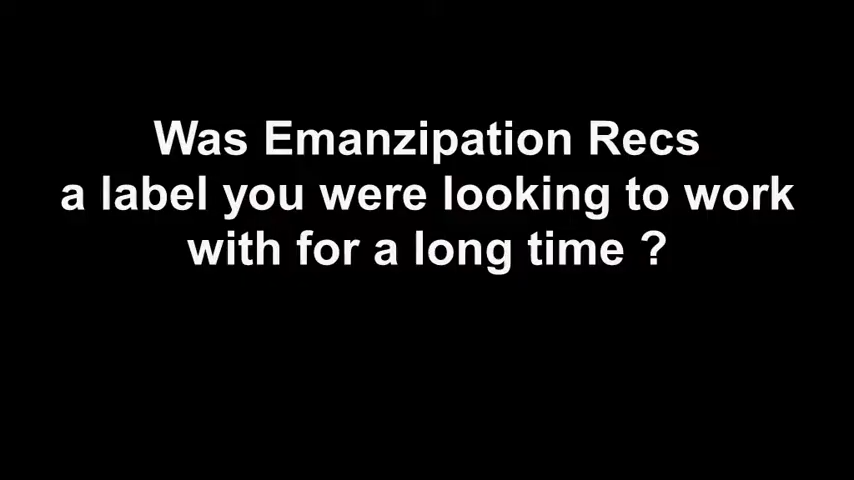 Was Emanzipation Recs
a label you were looking to work
with for a long time ?